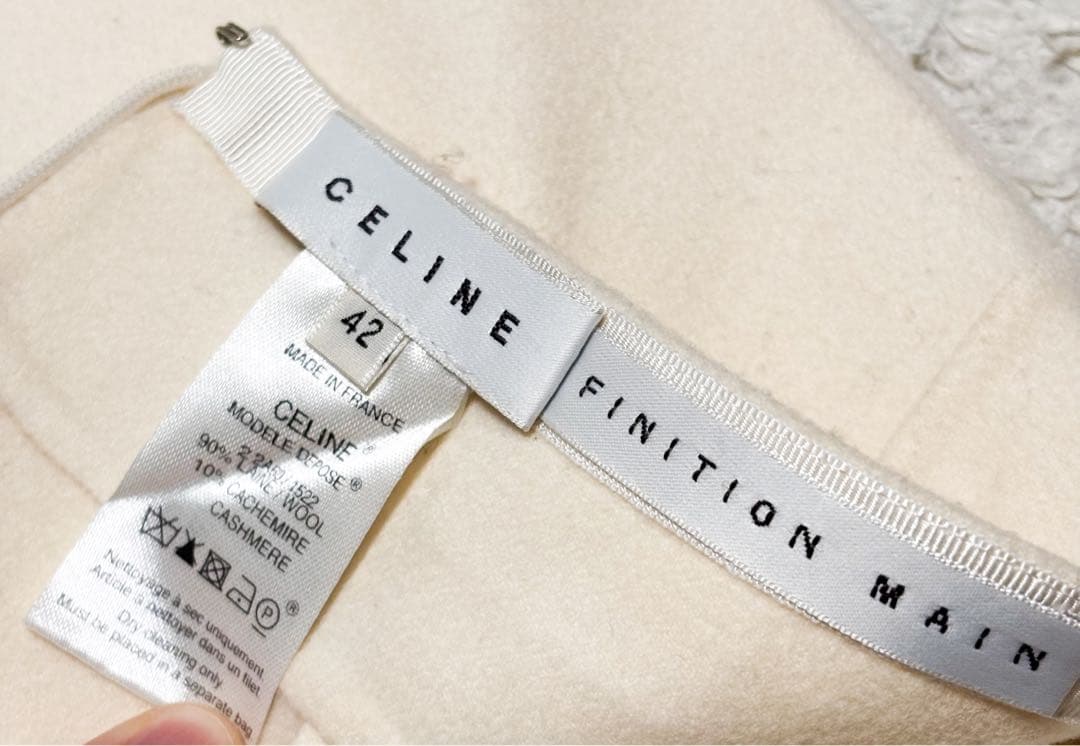 CELINE
FINITION MAIN
42
MADE IN FRANCE
CELINE®
MODELE DEPOSE®
90% LAINE / WOOL
10% CACHEMIRE
CASHMERE
P
®
Nettoyage à sec uniquement.
Article à nettoyer dans un filet.
Dry cleaning only
Must be placed in a separate bag